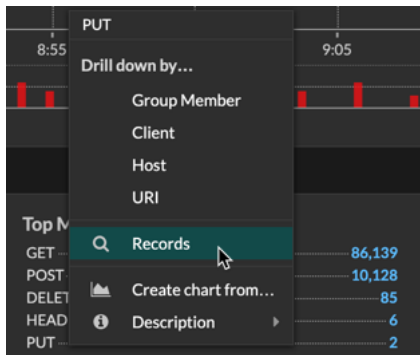 PUT
8:55
9:05
Drill down by...
Group Member
Client
Host
URI
Top M
Records
GET 86,139
POST 10,128
Create chart from...
DELET 85
HEAD 6
Description
PUT 2